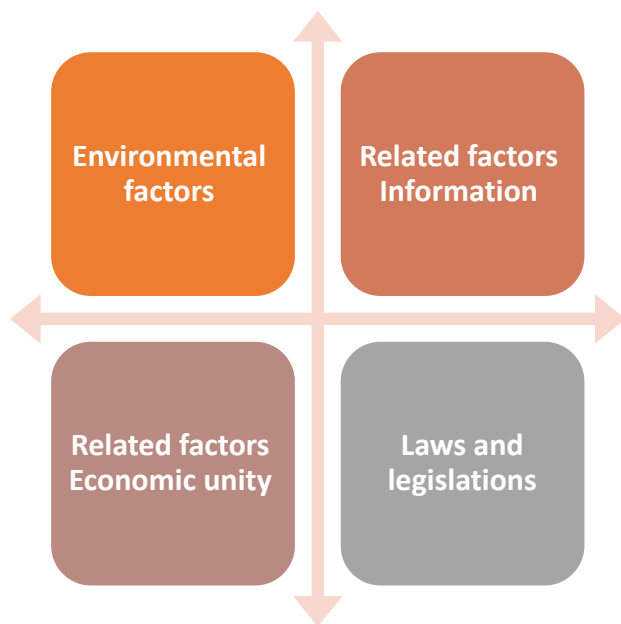 Environmental
factors
Related factors
Information
Related factors
Economic unity
Laws and
legislations